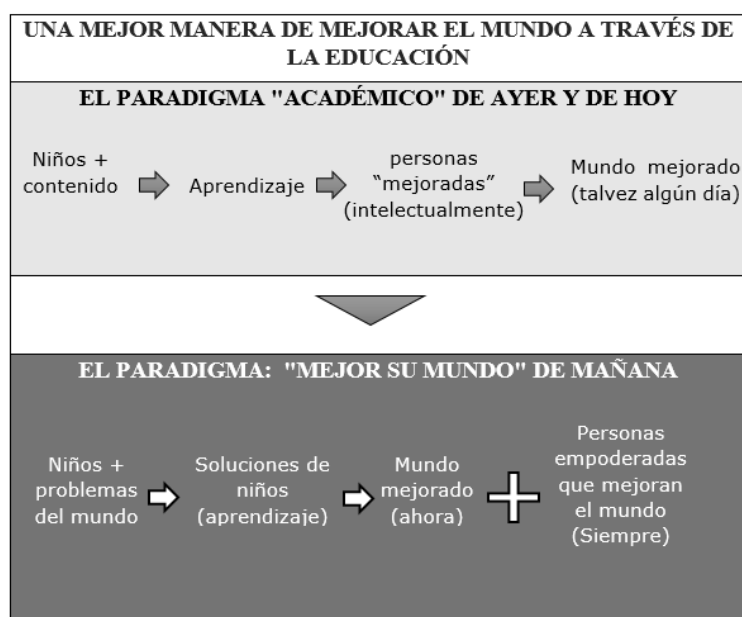 UNA MEJOR MANERA DE MEJORAR EL MUNDO A TRAVÉS DE
LA EDUCACIÓN
EL PARADIGMA "ACADÉMICO" DE AYER Y DE HOY
Niños +
contenido
Aprendizaje
personas
“mejoradas”
(intelectualmente)
Mundo mejorado
(talvez algún día)
EL PARADIGMA: "MEJOR SU MUNDO" DE MAÑANA
Niños +
problemas
del mundo
Soluciones de
niños
(aprendizaje)
Mundo
mejorado
(ahora)
Personas
empoderadas
que mejoran
el mundo
(Siempre)